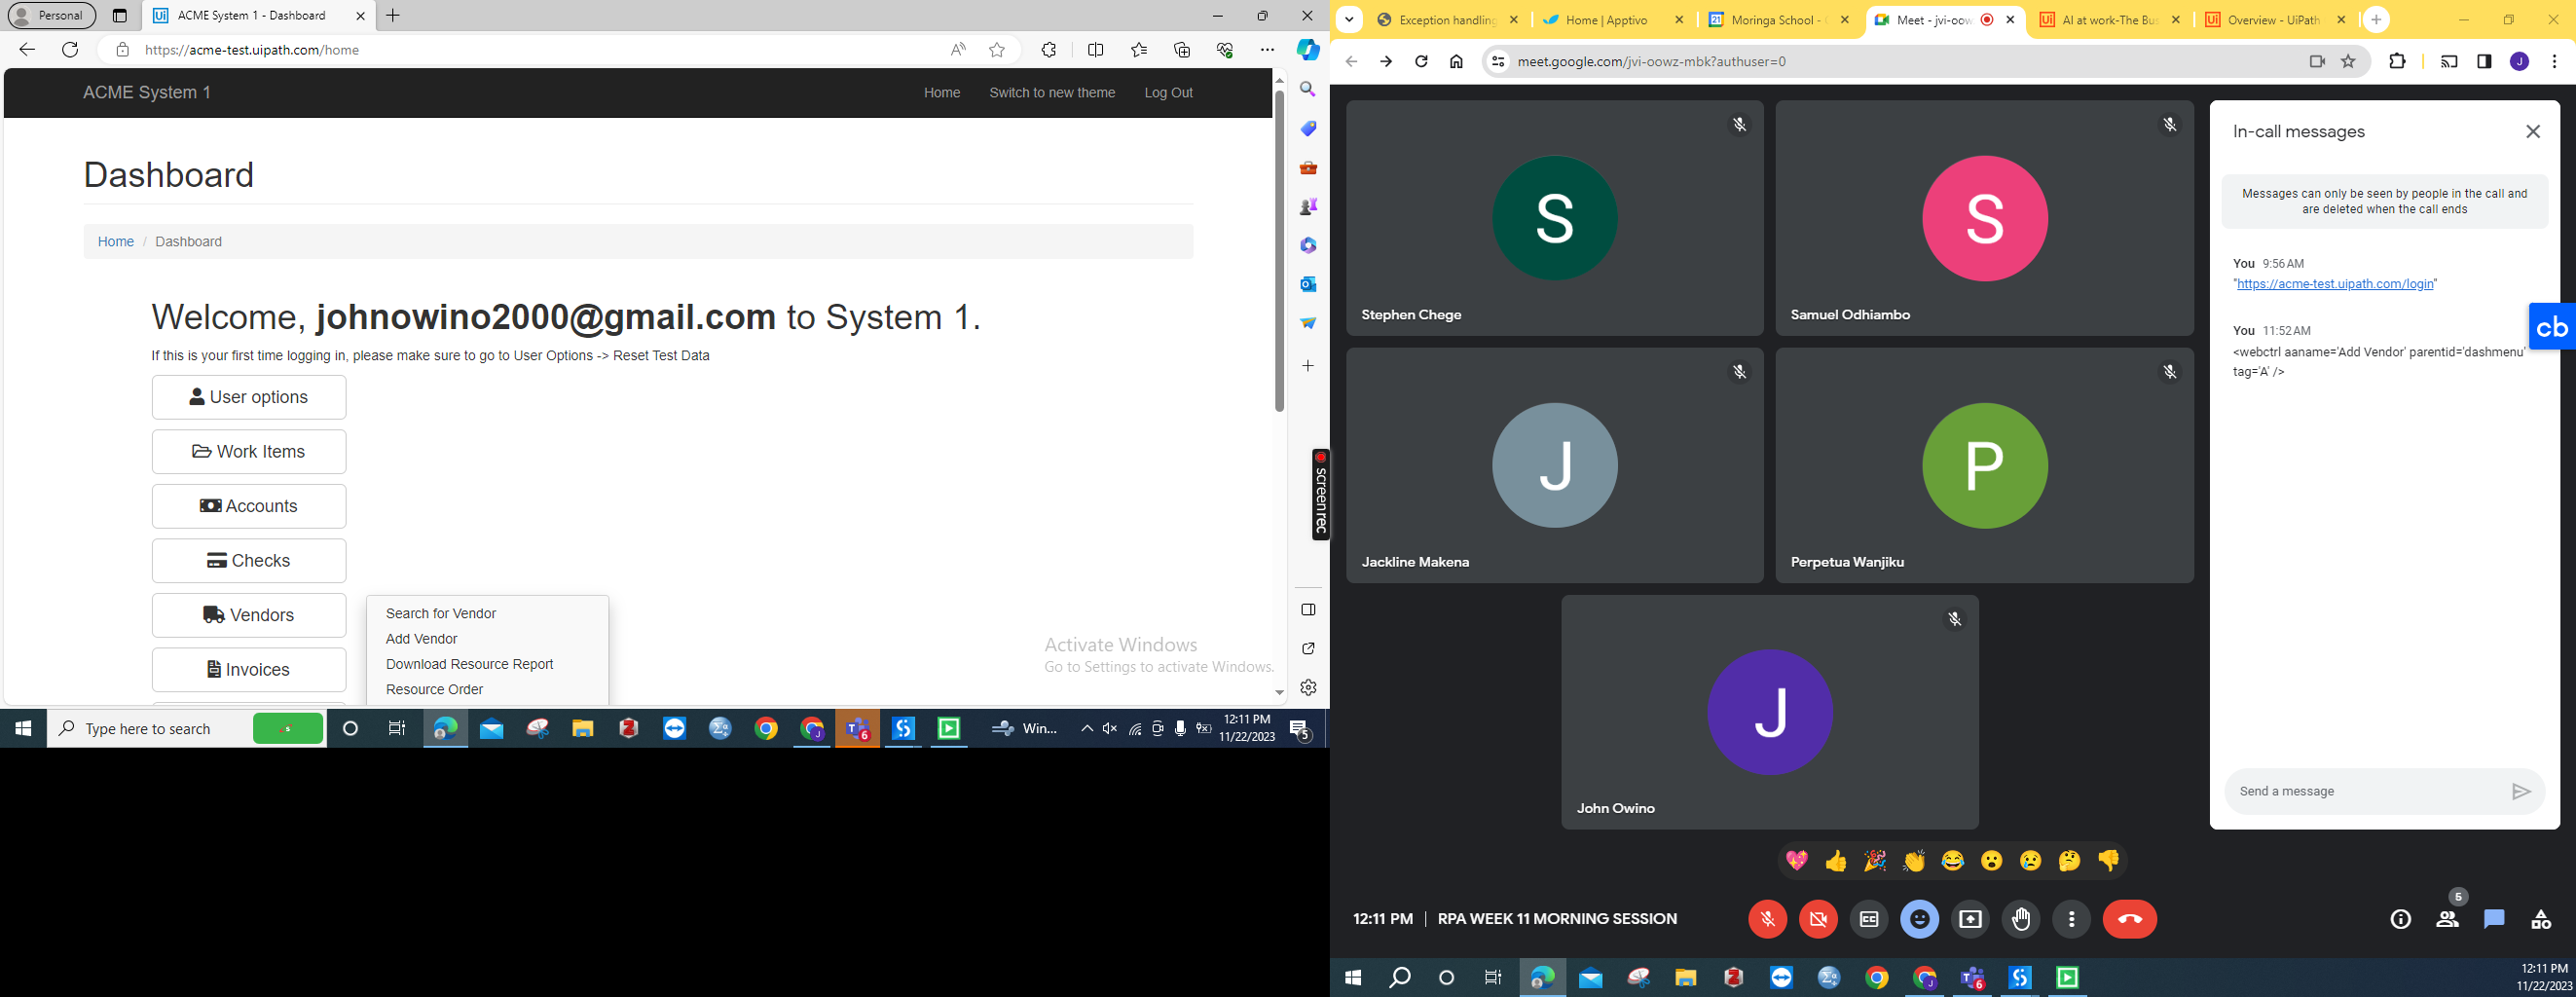 Personal
ACME System 1 - Dashboard
https://acme-test.uipath.com/home
ACME System 1
Home
Switch to new theme
Log Out
Dashboard
Home / Dashboard
Welcome, johnowino2000@gmail.com to System 1.
If this is your first time logging in, please make sure to go to User Options -> Reset Test Data
User options
Work Items
Accounts
Checks
Vendors
Invoices
Search for Vendor
Add Vendor
Download Resource Report
Resource Order
Activate Windows
Go to Settings to activate Windows.
screenrec
Type here to search
Win...
12:11 PM
11/22/2023
5
6
Exception handling
Home | Apptivo
Moringa School -
Meet - jvi-oow
AI at work-The Bus
Overview - UiPath
meet.google.com/jvi-oowz-mbk?authuser=0
J
S
Stephen Chege
S
Samuel Odhiambo
J
Jackline Makena
P
Perpetua Wanjiku
J
John Owino
In-call messages
Messages can only be seen by people in the call and
are deleted when the call ends
You 9:56 AM
"https://acme-test.uipath.com/login"
You 11:52 AM
<webctrl aaname='Add Vendor' parentid='dashmenu'
tag='A' />
cb
Send a message
12:11 PM | RPA WEEK 11 MORNING SESSION
5
6
12:11 PM
11/22/2023